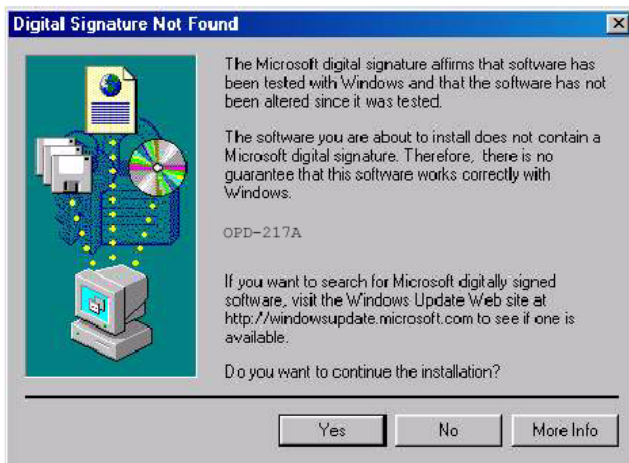 Digital Signature Not Found
The Microsoft digital signature affirms that software has
been tested with Windows and that the software has not
been altered since it was tested.
The software you are about to install does not contain a
Microsoft digital signature. Therefore, there is no
guarantee that this software works correctly with
Windows.
OPD-217A
If you want to search for Microsoft digitally signed
software, visit the Windows Update Web site at
http://windowsupdate.microsoft.com to see if one is
available.
Do you want to continue the installation?
Yes
No
More Info